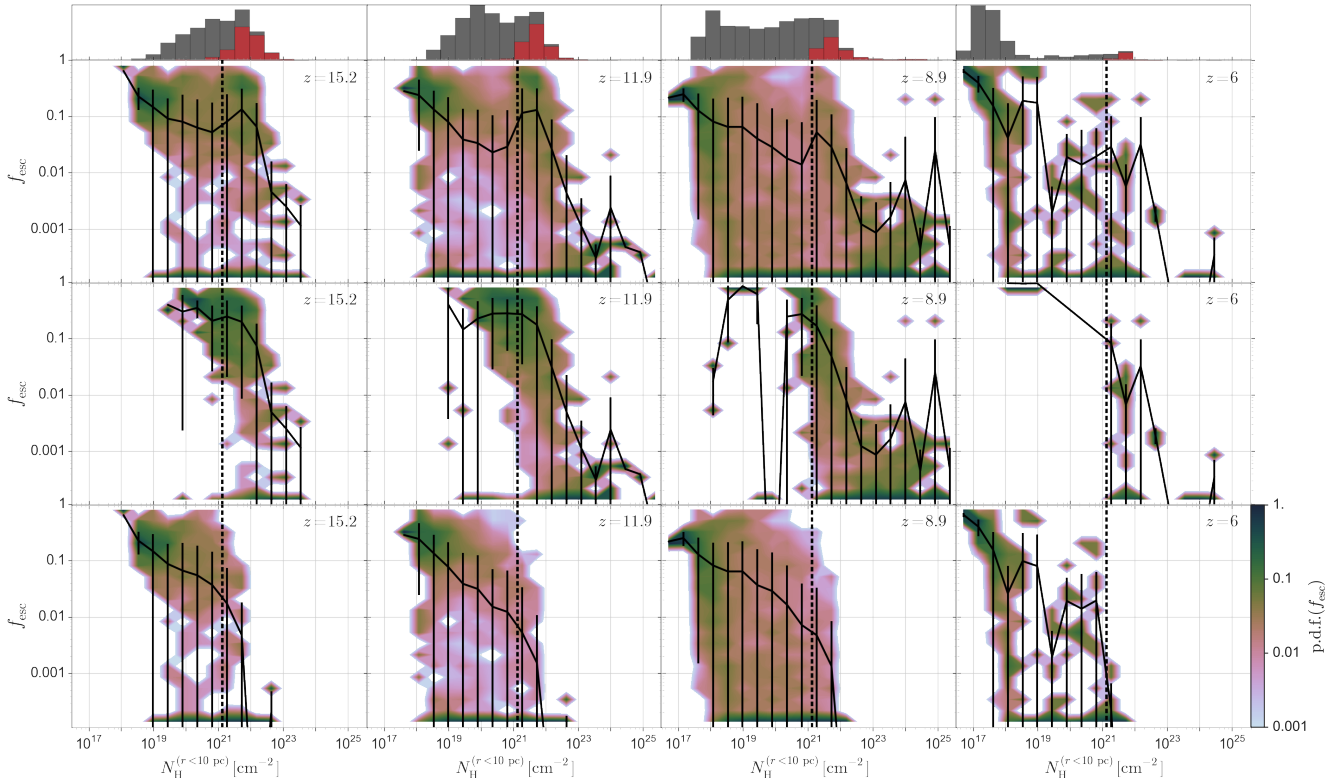 1
0.1
0.01
0.001
f_esc
z = 15.2
z = 11.9
z = 8.9
z = 6
1
0.1
0.01
0.001
f_esc
z = 15.2
z = 11.9
z = 8.9
z = 6
1
0.1
0.01
0.001
f_esc
z = 15.2
z = 11.9
z = 8.9
z = 6
10^17 10^19 10^21 10^23 10^25
10^17 10^19 10^21 10^23 10^25
10^17 10^19 10^21 10^23 10^25
10^17 10^19 10^21 10^23 10^25
N_H^(r<10 pc) [cm^−2]
N_H^(r<10 pc) [cm^−2]
N_H^(r<10 pc) [cm^−2]
N_H^(r<10 pc) [cm^−2]
1.
0.1
0.01
0.001
p.d.f.(f_esc)